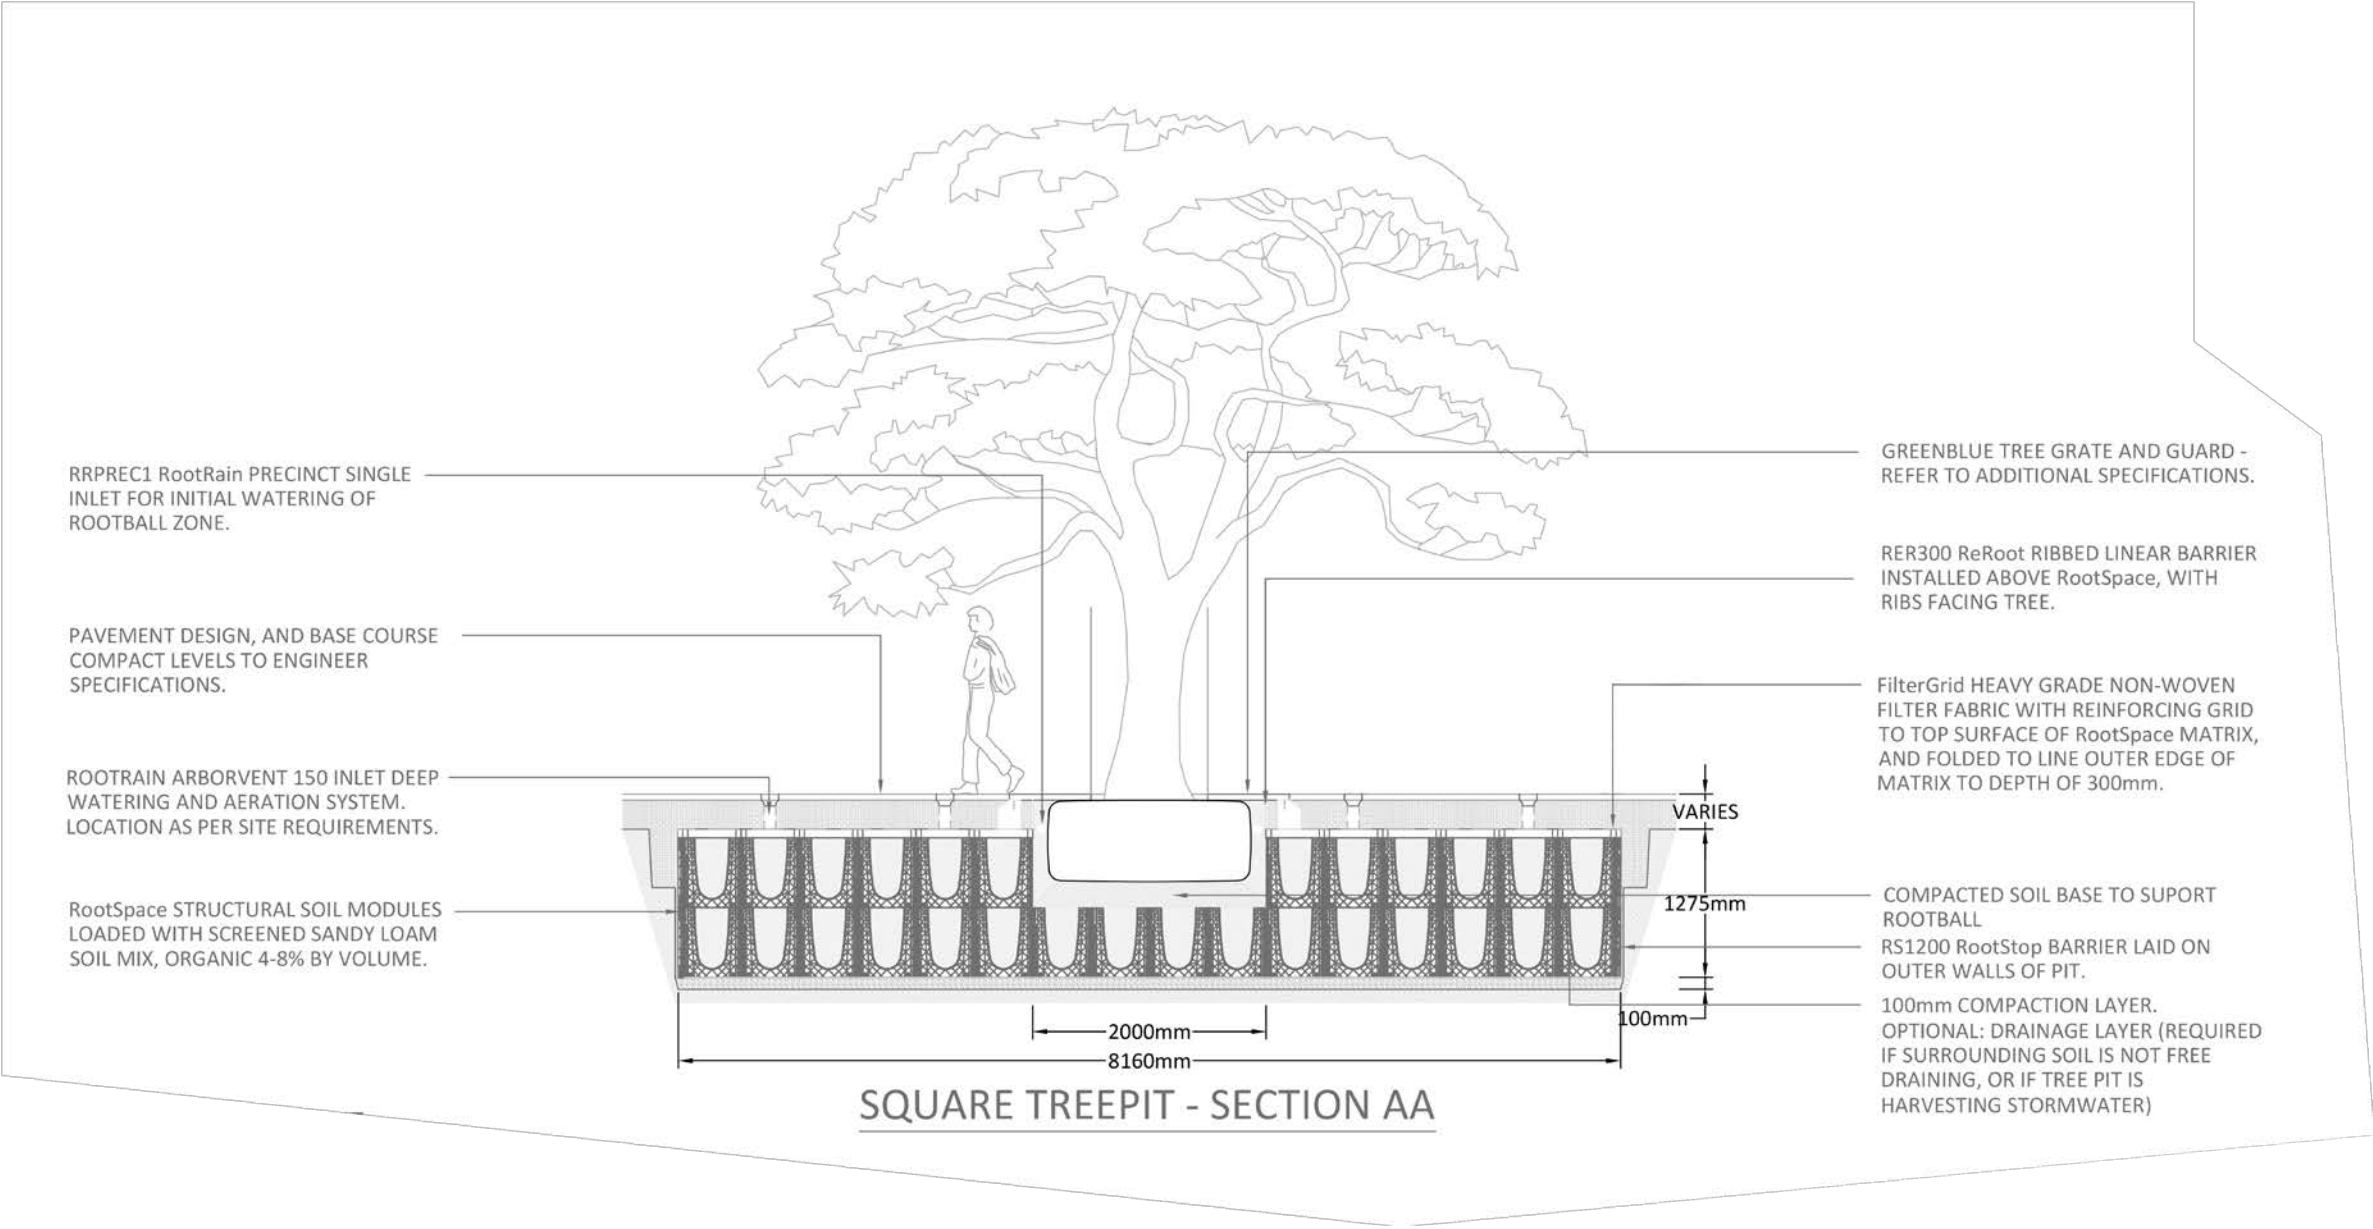 RRPREC1 RootRain PRECINCT SINGLE
INLET FOR INITIAL WATERING OF
ROOTBALL ZONE.
PAVEMENT DESIGN, AND BASE COURSE
COMPACT LEVELS TO ENGINEER
SPECIFICATIONS.
ROOTRAIN ARBORVENT 150 INLET DEEP
WATERING AND AERATION SYSTEM.
LOCATION AS PER SITE REQUIREMENTS.
RootSpace STRUCTURAL SOIL MODULES
LOADED WITH SCREENED SANDY LOAM
SOIL MIX, ORGANIC 4-8% BY VOLUME.
GREENBLUE TREE GRATE AND GUARD -
REFER TO ADDITIONAL SPECIFICATIONS.
RER300 ReRoot RIBBED LINEAR BARRIER
INSTALLED ABOVE RootSpace, WITH
RIBS FACING TREE.
FilterGrid HEAVY GRADE NON-WOVEN
FILTER FABRIC WITH REINFORCING GRID
TO TOP SURFACE OF RootSpace MATRIX,
AND FOLDED TO LINE OUTER EDGE OF
MATRIX TO DEPTH OF 300mm.
COMPACTED SOIL BASE TO SUPORT
ROOTBALL
RS1200 RootStop BARRIER LAID ON
OUTER WALLS OF PIT.
100mm COMPACTION LAYER.
OPTIONAL: DRAINAGE LAYER (REQUIRED
IF SURROUNDING SOIL IS NOT FREE
DRAINING, OR IF TREE PIT IS
HARVESTING STORMWATER)
VARIES
1275mm
100mm
2000mm
8160mm
SQUARE TREEPIT - SECTION AA